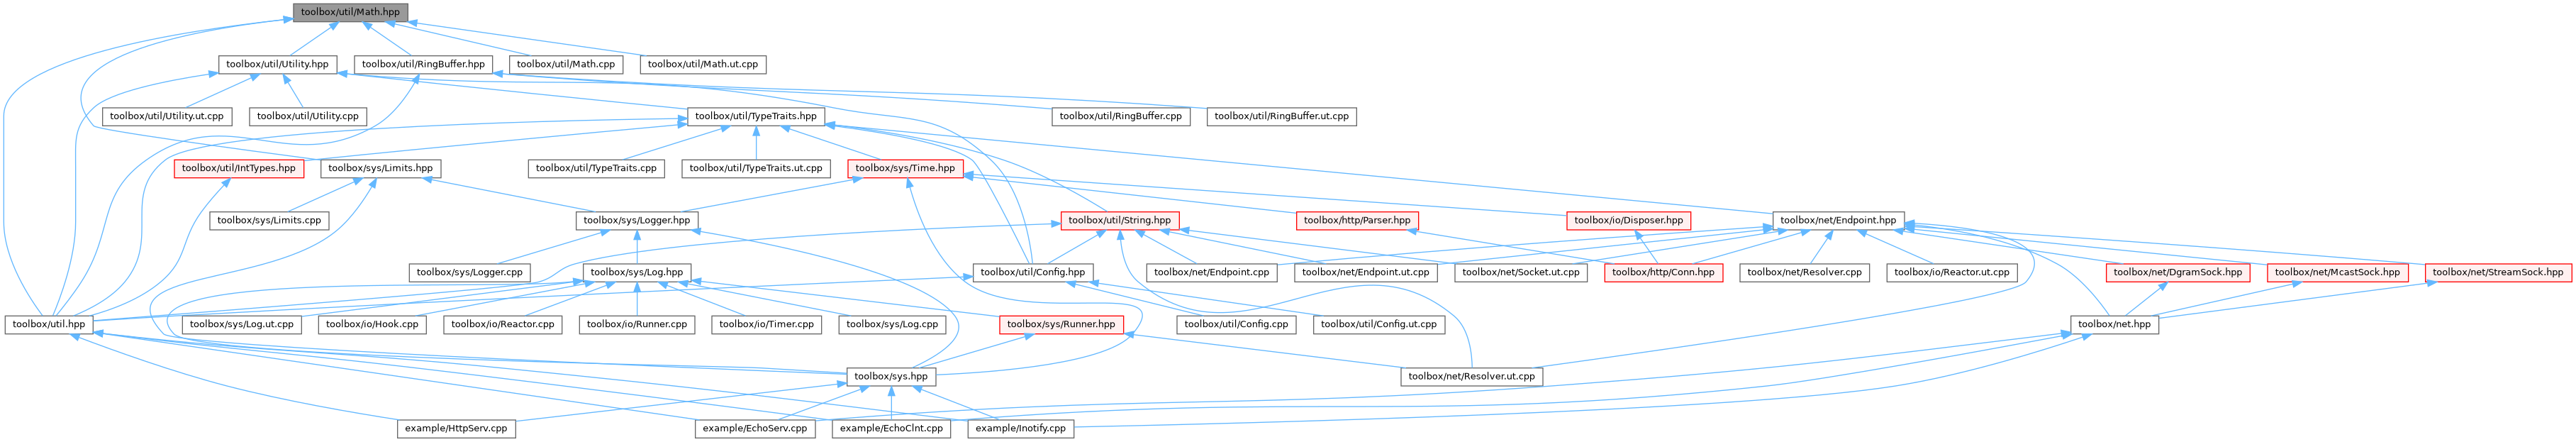 toolbox/util/Math.hpp
toolbox/util/Utility.hpp
toolbox/util/RingBuffer.hpp
toolbox/util/Math.cpp
toolbox/util/Math.ut.cpp
toolbox/util/Utility.ut.cpp
toolbox/util/Utility.cpp
toolbox/util/TypeTraits.hpp
toolbox/util/RingBuffer.cpp
toolbox/util/RingBuffer.ut.cpp
toolbox/util/IntTypes.hpp
toolbox/sys/Limits.hpp
toolbox/util/TypeTraits.cpp
toolbox/util/TypeTraits.ut.cpp
toolbox/sys/Time.hpp
toolbox/sys/Limits.cpp
toolbox/sys/Logger.hpp
toolbox/util/String.hpp
toolbox/http/Parser.hpp
toolbox/io/Disposer.hpp
toolbox/net/Endpoint.hpp
toolbox/sys/Logger.cpp
toolbox/sys/Log.hpp
toolbox/util/Config.hpp
toolbox/net/Endpoint.cpp
toolbox/net/Endpoint.ut.cpp
toolbox/net/Socket.ut.cpp
toolbox/http/Conn.hpp
toolbox/net/Resolver.cpp
toolbox/io/Reactor.ut.cpp
toolbox/net/DgramSock.hpp
toolbox/net/McastSock.hpp
toolbox/net/StreamSock.hpp
toolbox/util.hpp
toolbox/sys/Log.ut.cpp
toolbox/io/Hook.cpp
toolbox/io/Reactor.cpp
toolbox/io/Runner.cpp
toolbox/io/Timer.cpp
toolbox/sys/Log.cpp
toolbox/sys/Runner.hpp
toolbox/util/Config.cpp
toolbox/util/Config.ut.cpp
toolbox/net.hpp
toolbox/sys.hpp
toolbox/net/Resolver.ut.cpp
example/HttpServ.cpp
example/EchoServ.cpp
example/EchoClnt.cpp
example/Inotify.cpp